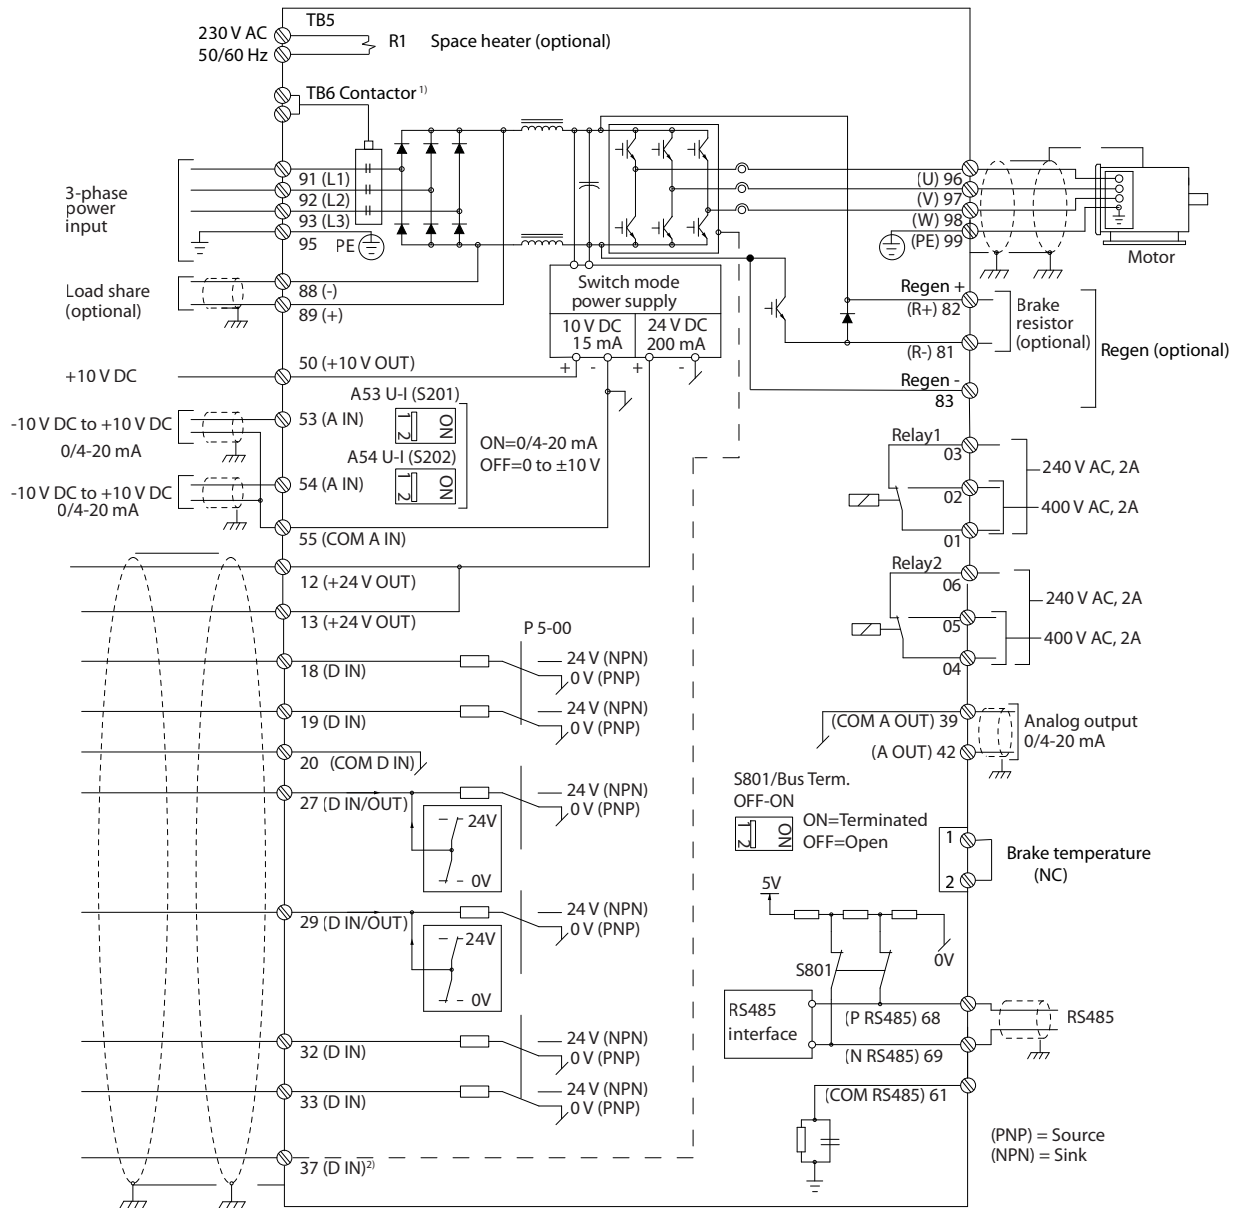 TB5
230 V AC
50/60 Hz
R1
Space heater (optional)
TB6 Contactor 1)
3-phase
power
input
91 (L1)
92 (L2)
93 (L3)
95
PE
(U) 96
(V) 97
(W) 98
(PE) 99
Motor
Load share
(optional)
88 (-)
89 (+)
Switch mode
power supply
10 V DC
15 mA
24 V DC
200 mA
+
-
+
-
Regen +
(R+) 82
Brake
resistor
(optional)
(R-) 81
Regen (optional)
Regen -
83
+10 V DC
50 (+10 V OUT)
A53 U-I (S201)
1 2
ON
-10 V DC to +10 V DC
0/4-20 mA
53 (A IN)
ON=0/4-20 mA
OFF=0 to ±10 V
A54 U-I (S202)
1 2
ON
-10 V DC to +10 V DC
0/4-20 mA
54 (A IN)
55 (COM A IN)
Relay1
03
02
01
240 V AC, 2A
400 V AC, 2A
Relay2
06
05
04
240 V AC, 2A
400 V AC, 2A
12 (+24 V OUT)
13 (+24 V OUT)
P 5-00
18 (D IN)
24 V (NPN)
0 V (PNP)
19 (D IN)
24 V (NPN)
0 V (PNP)
20 (COM D IN)
27 (D IN/OUT)
24 V (NPN)
0 V (PNP)
24V
0V
29 (D IN/OUT)
24 V (NPN)
0 V (PNP)
24V
0V
32 (D IN)
24 V (NPN)
0 V (PNP)
33 (D IN)
24 V (NPN)
0 V (PNP)
37 (D IN) 2)
(COM A OUT) 39
(A OUT) 42
Analog output
0/4-20 mA
S801/Bus Term.
OFF-ON
1 2
ON
ON=Terminated
OFF=Open
1
2
Brake temperature
(NC)
5V
0V
S801
RS485
interface
(P RS485) 68
(N RS485) 69
RS485
(COM RS485) 61
(PNP) = Source
(NPN) = Sink